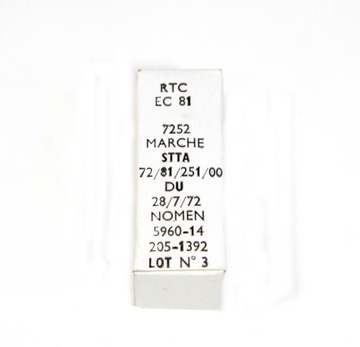 RTC
EC 81
7252
MARCHE
STTA
72/81/251/00
DU
28/7/72
NOMEN
5960-14
205-1392
LOT N° 3